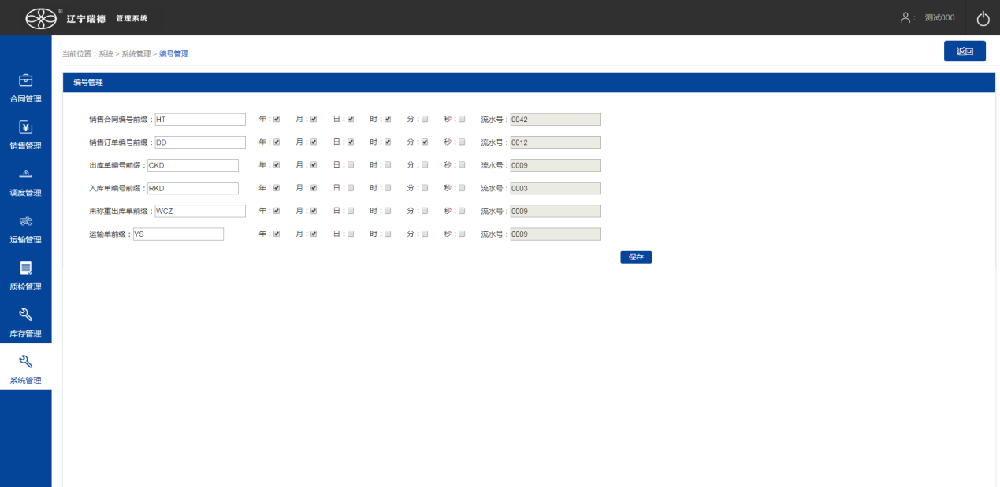 ® 辽宁瑞德 管理系统 : 测试000
当前位置：系统 > 系统管理 > 编号管理 返回
合同管理
销售管理
调度管理
运输管理
质检管理
库存管理
系统管理
编号管理
销售合同编号前缀：HT 年： 月： 日： 时： 分： 秒： 流水号：0042
销售订单编号前缀：DD 年： 月： 日： 时： 分： 秒： 流水号：0012
出库单编号前缀：CKD 年： 月： 日： 时： 分： 秒： 流水号：0009
入库单编号前缀：RKD 年： 月： 日： 时： 分： 秒： 流水号：0003
未称重出库单前缀：WCZ 年： 月： 日： 时： 分： 秒： 流水号：0009
运输单前缀：YS 年： 月： 日： 时： 分： 秒： 流水号：0009
保存